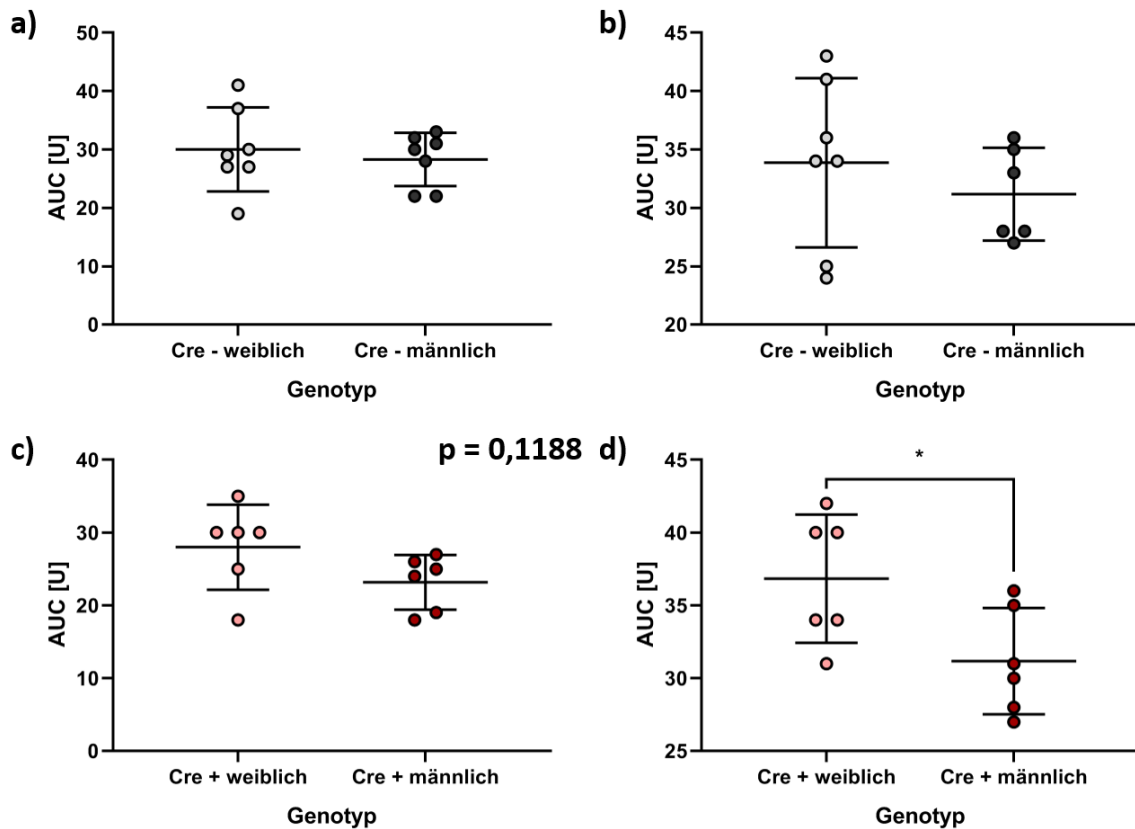 a)
50
40
30
20
10
0
AUC [U]
Cre - weiblich
Cre - männlich
Genotyp
b)
45
40
35
30
25
20
AUC [U]
Cre - weiblich
Cre - männlich
Genotyp
c)
p = 0,1188
40
30
20
10
0
AUC [U]
Cre + weiblich
Cre + männlich
Genotyp
d)
*
45
40
35
30
25
AUC [U]
Cre + weiblich
Cre + männlich
Genotyp